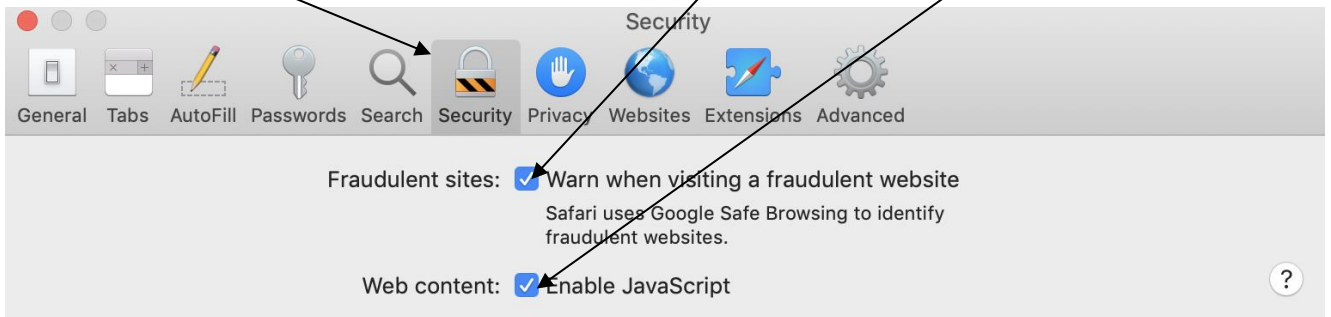 Security
General Tabs AutoFill Passwords Search Security Privacy Websites Extensions Advanced
Fraudulent sites: Warn when visiting a fraudulent website
Safari uses Google Safe Browsing to identify
fraudulent websites.
Web content: Enable JavaScript
?